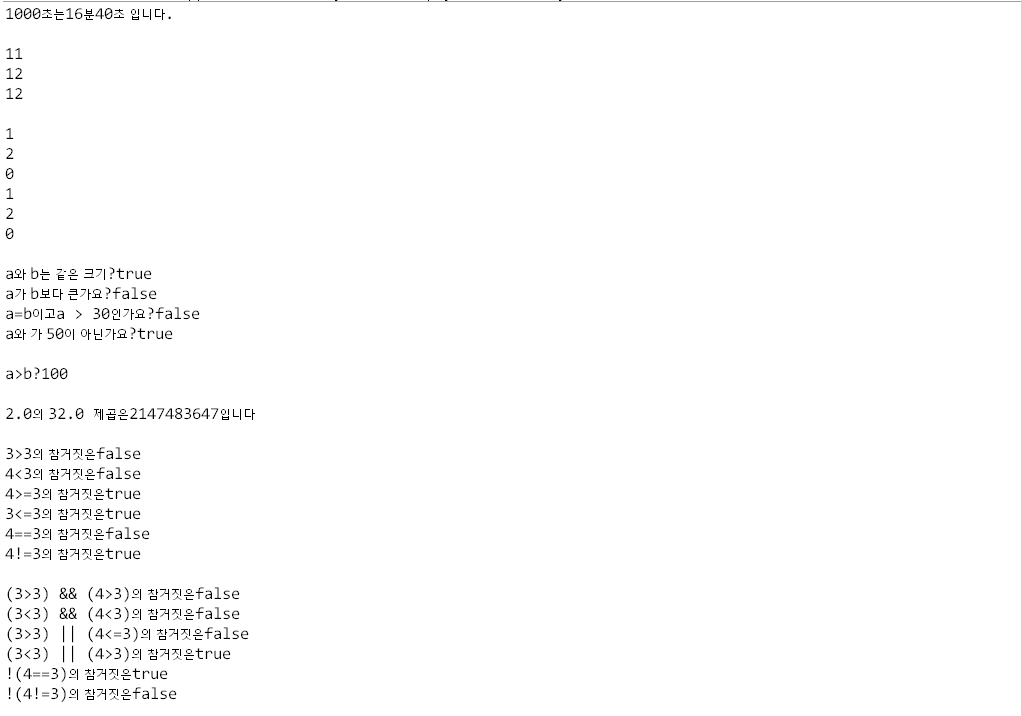 1000초는16분40초 입니다.
11
12
12
1
2
0
1
2
0
a와 b는 같은 크기?true
a가 b보다 큰가요?false
a=b이고a > 30인가요?false
a와 가 50이 아닌가요?true
a>b?100
2.0의 32.0 제곱은2147483647입니다
3>3의 참거짓은false
4<3의 참거짓은false
4>=3의 참거짓은true
3<=3의 참거짓은true
4==3의 참거짓은false
4!=3의 참거짓은true
(3>3) && (4>3)의 참거짓은false
(3<3) && (4<3)의 참거짓은false
(3>3) || (4<=3)의 참거짓은false
(3<3) || (4>3)의 참거짓은true
!(4==3)의 참거짓은true
!(4!=3)의 참거짓은false